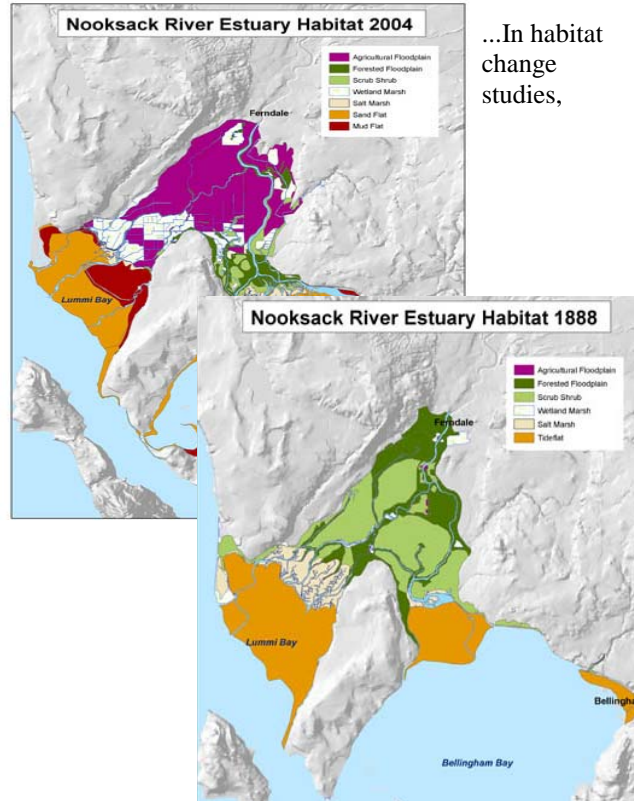 Nooksack River Estuary Habitat 2004
Agricultural Floodplain
Forested Floodplain
Scrub Shrub
Wetland Marsh
Salt Marsh
Sand Flat
Mud Flat
Ferndale
Lummi Bay
...In habitat
change
studies,
Nooksack River Estuary Habitat 1888
Agricultural Floodplain
Forested Floodplain
Scrub Shrub
Wetland Marsh
Salt Marsh
Tideflat
Ferndale
Lummi Bay
Bellingha
Bellingham Bay